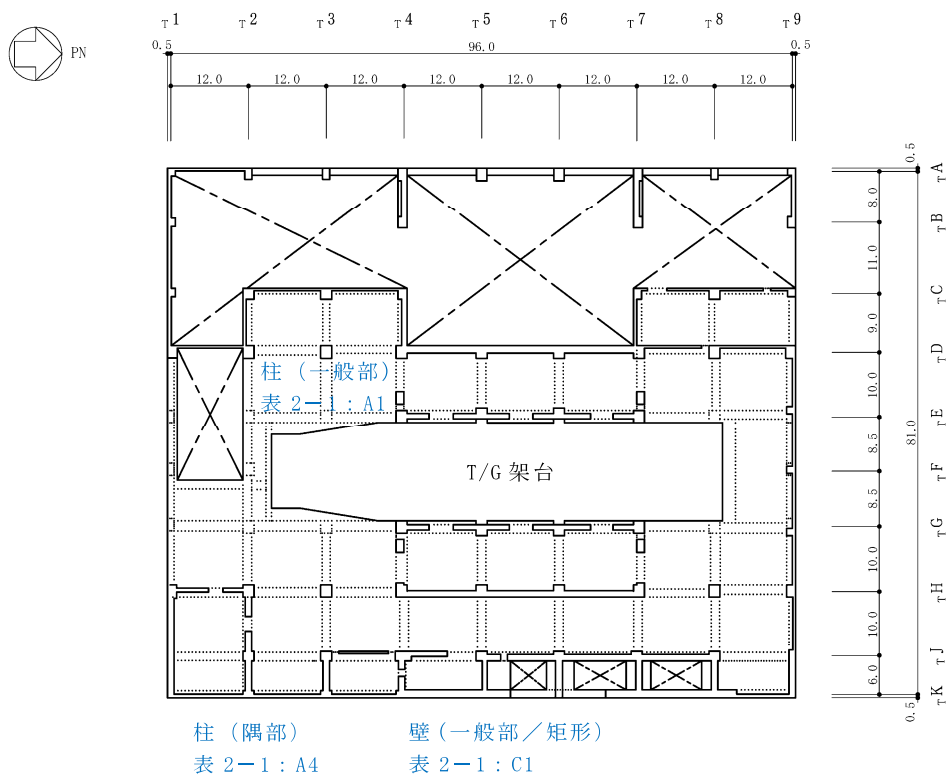 T1 T2 T3 T4 T5 T6 T7 T8 T9
PN
0.5 96.0 0.5
12.0 12.0 12.0 12.0 12.0 12.0 12.0 12.0
0.5 TA
8.0 TB
11.0
TC
9.0
TD
柱（一般部）
表 2－1：A1
10.0
TE
8.5 81.0
T/G 架台
TF
8.5
TG
10.0
TH
10.0
TJ
6.0
TK
0.5
柱（隅部） 壁（一般部／矩形）
表 2－1：A4 表 2－1：C1